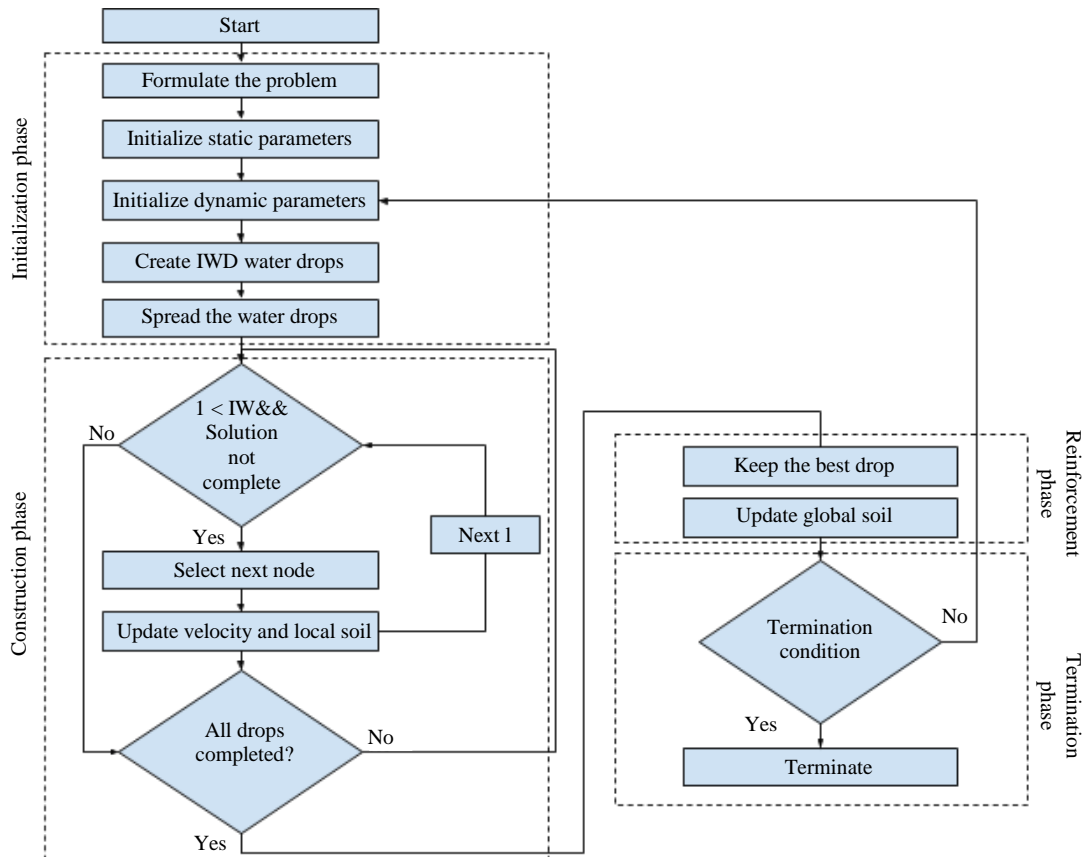 Start
Initialization phase
Formulate the problem
Initialize static parameters
Initialize dynamic parameters
Create IWD water drops
Spread the water drops
Construction phase
1 < IW&&
Solution
not
complete
No
Yes
Next l
Select next node
Update velocity and local soil
All drops
completed?
No
Yes
Reinforcement
phase
Keep the best drop
Update global soil
Termination
phase
Termination
condition
No
Yes
Terminate